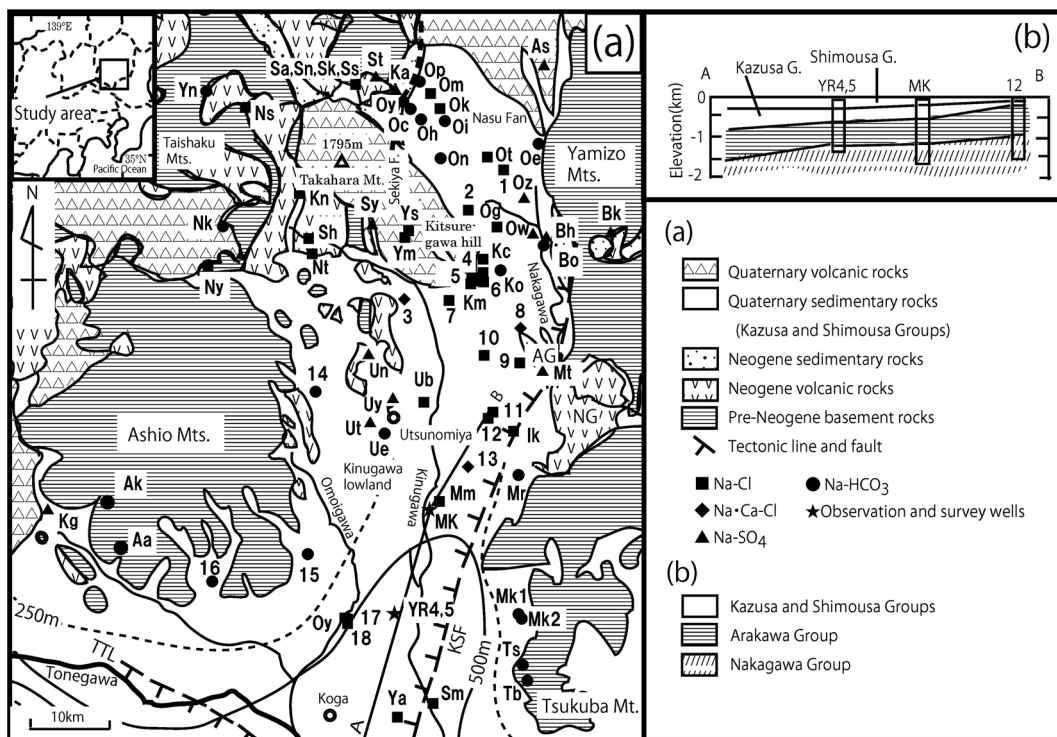 139°E
Study area
35°N
Pacific Ocean
(a)
Sa,Sn,Sk,Ss
St
Ka
Op
As
Om
Yn
Ns
Oy
Ok
Oc
Oh
Oi
Nasu Fan
Taishaku
Mts.
1795m
On
Ot
Oe
Yamizo
Mts.
Takahara Mt.
Sekiya F.
1
Oz
Kn
Sy
2
Og
Nk
Ys
Kitsure-
gawa hill
Ow
Bh
Bk
Sh
Ym
4
Kc
Bo
N
Nt
5
6
Ko
Nakagawa
Ny
Km
3
7
8
10
9
AG
14
Un
Mt
Ub
B
Uy
NG
11
Ashio Mts.
Ut
Utsunomiya
12
Ik
Ue
13
Kinugawa
lowland
Kinugawa
Ak
Omoigawa
Mm
Mr
Kg
MK
Aa
16
15
Mk1
250m
17
YR4,5
Mk2
Oy
18
KSF
500m
Ts
TTL
Tonegawa
Tb
Koga
Sm
Tsukuba Mt.
10km
A
Ya
(b)
Shimousa G.
Kazusa G.
A
YR4,5
MK
12
B
Elevation(km)
0
-1
-2
(a)
Quaternary volcanic rocks
Quaternary sedimentary rocks
(Kazusa and Shimousa Groups)
Neogene sedimentary rocks
Neogene volcanic rocks
Pre-Neogene basement rocks
Tectonic line and fault
Na-Cl
Na-HCO3
Na・Ca-Cl
Observation and survey wells
Na-SO4
(b)
Kazusa and Shimousa Groups
Arakawa Group
Nakagawa Group